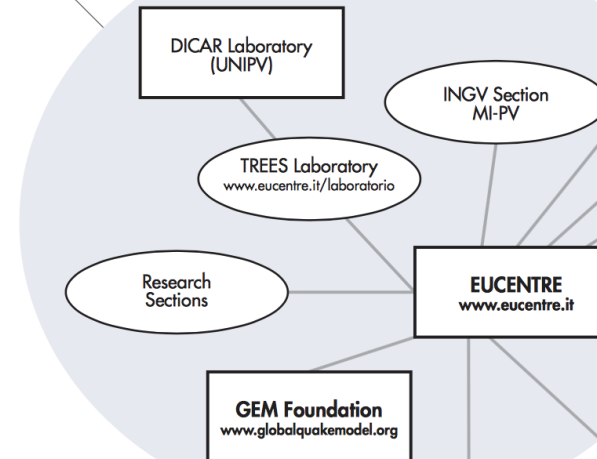 DICAR Laboratory
(UNIPV)
INGV Section
MI-PV
TREES Laboratory
www.eucentre.it/laboratorio
Research
Sections
EUCENTRE
www.eucentre.it
GEM Foundation
www.globalquakemodel.org